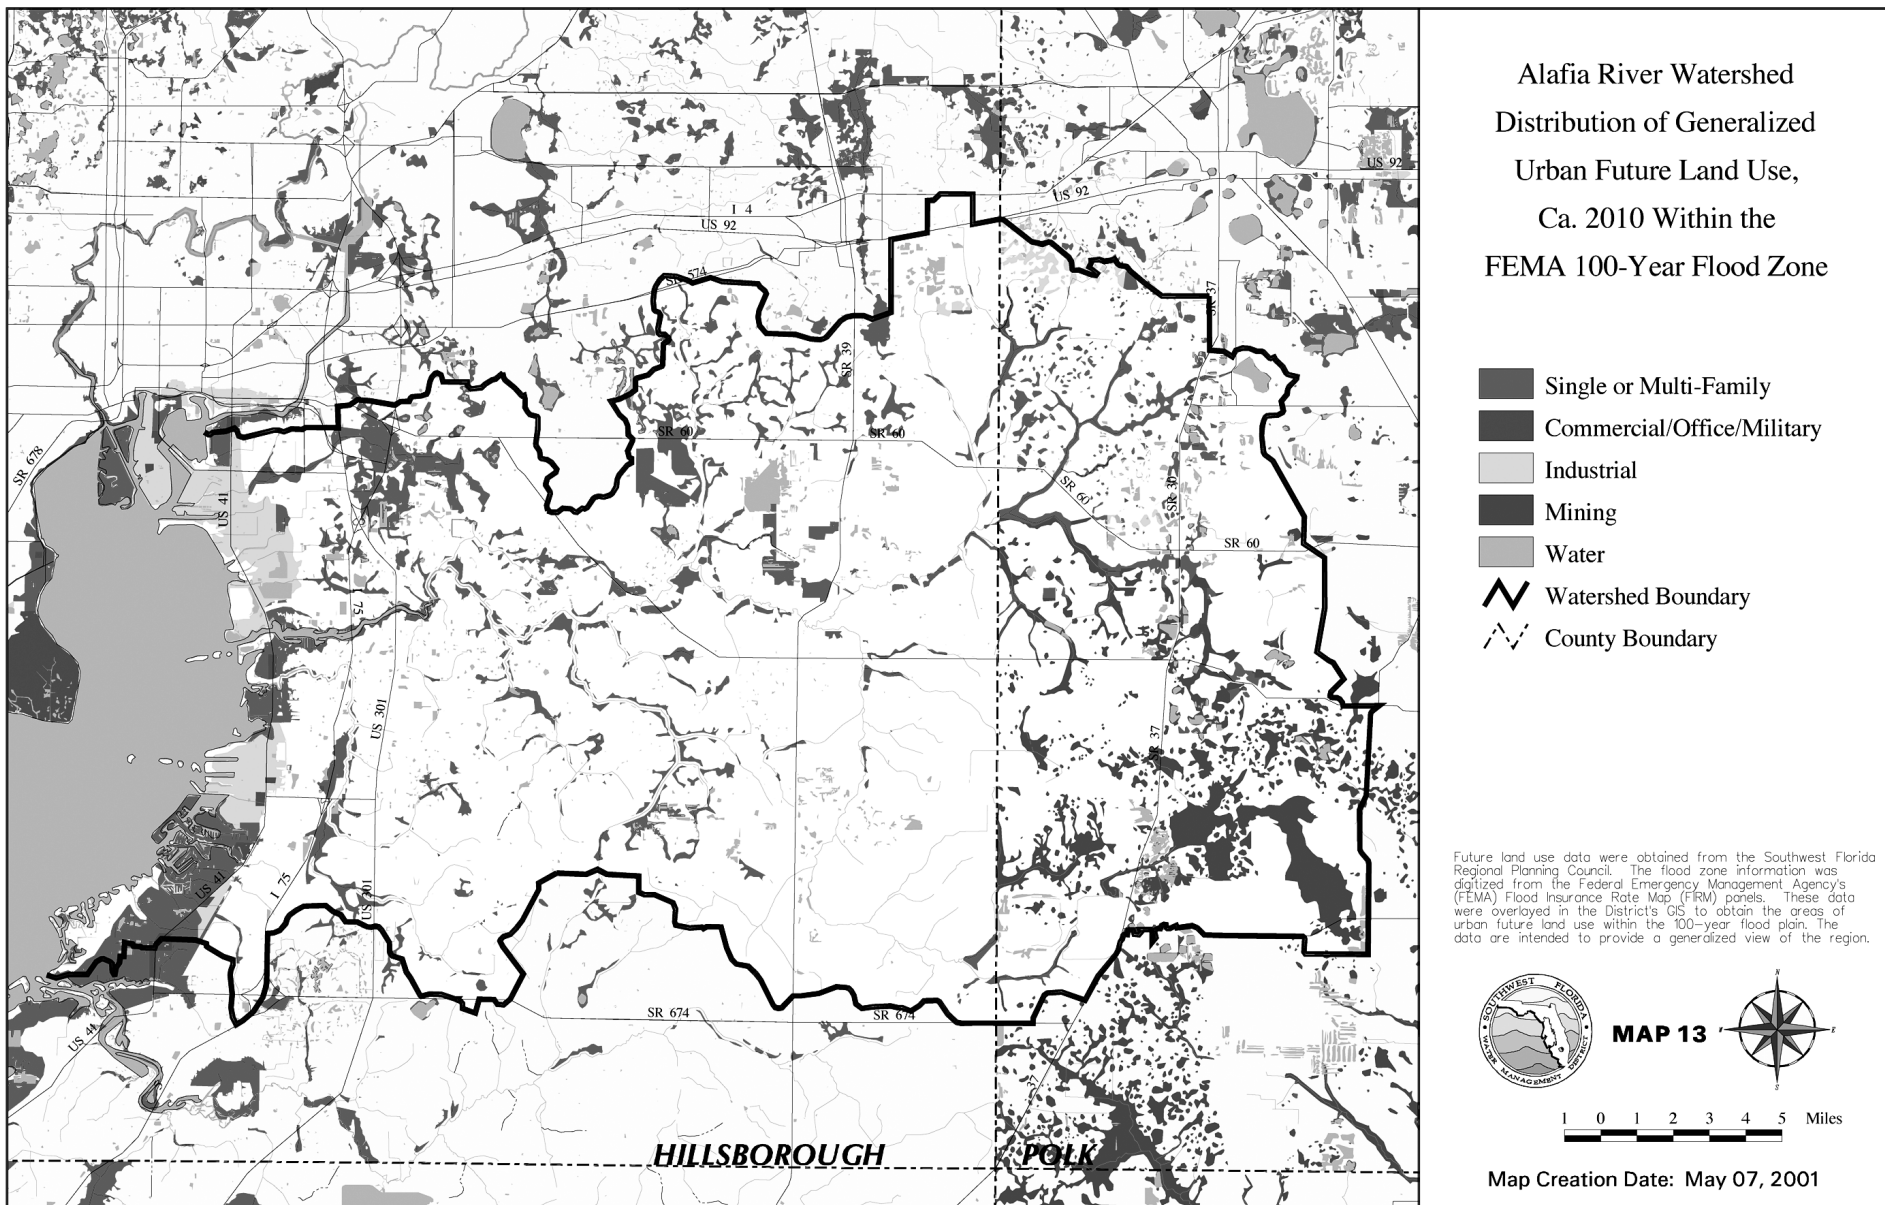 Alafia River Watershed
Distribution of Generalized
Urban Future Land Use,
Ca. 2010 Within the
FEMA 100-Year Flood Zone
Single or Multi-Family
Commercial/Office/Military
Industrial
Mining
Water
Watershed Boundary
County Boundary
Future land use data were obtained from the Southwest Florida
Regional Planning Council. The flood zone information was
digitized from the Federal Emergency Management Agency's
(FEMA) Flood Insurance Rate Map (FIRM) panels. These data
were overlayed in the District's GIS to obtain the areas of
urban future land use within the 100-year flood plain. The
data are intended to provide a generalized view of the region.
SOUTHWEST FLORIDA
WATER MANAGEMENT DISTRICT
MAP 13
N
E
S
1 0 1 2 3 4 5 Miles
Map Creation Date: May 07, 2001
US 92
US 92
I 4
US 92
SR 574
SR 37
SR 39
SR 60
SR 60
SR 678
US 41
SR 60
SR 37
SR 60
I 75
US 301
SR 37
US 41
I 75
US 301
SR 674
SR 674
US 41
37
HILLSBOROUGH
POLK